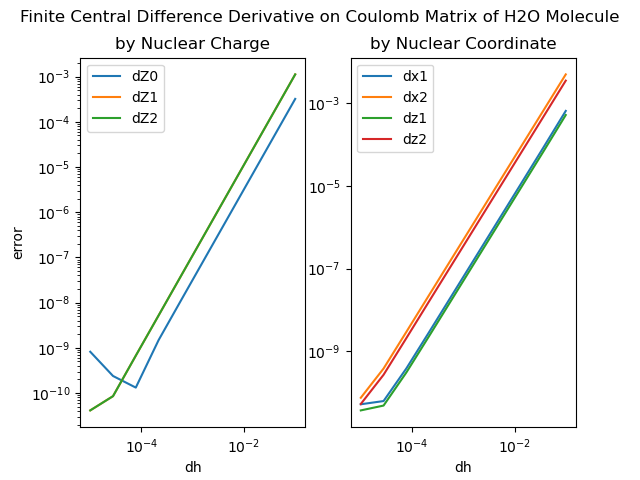 Finite Central Difference Derivative on Coulomb Matrix of H2O Molecule
by Nuclear Charge
by Nuclear Coordinate
dZ0
dZ1
dZ2
dx1
dx2
dz1
dz2
10⁻³
10⁻⁴
10⁻⁵
10⁻⁶
10⁻⁷
10⁻⁸
10⁻⁹
10⁻¹⁰
error
10⁻⁴
10⁻²
dh
10⁻³
10⁻⁵
10⁻⁷
10⁻⁹
10⁻⁴
10⁻²
dh